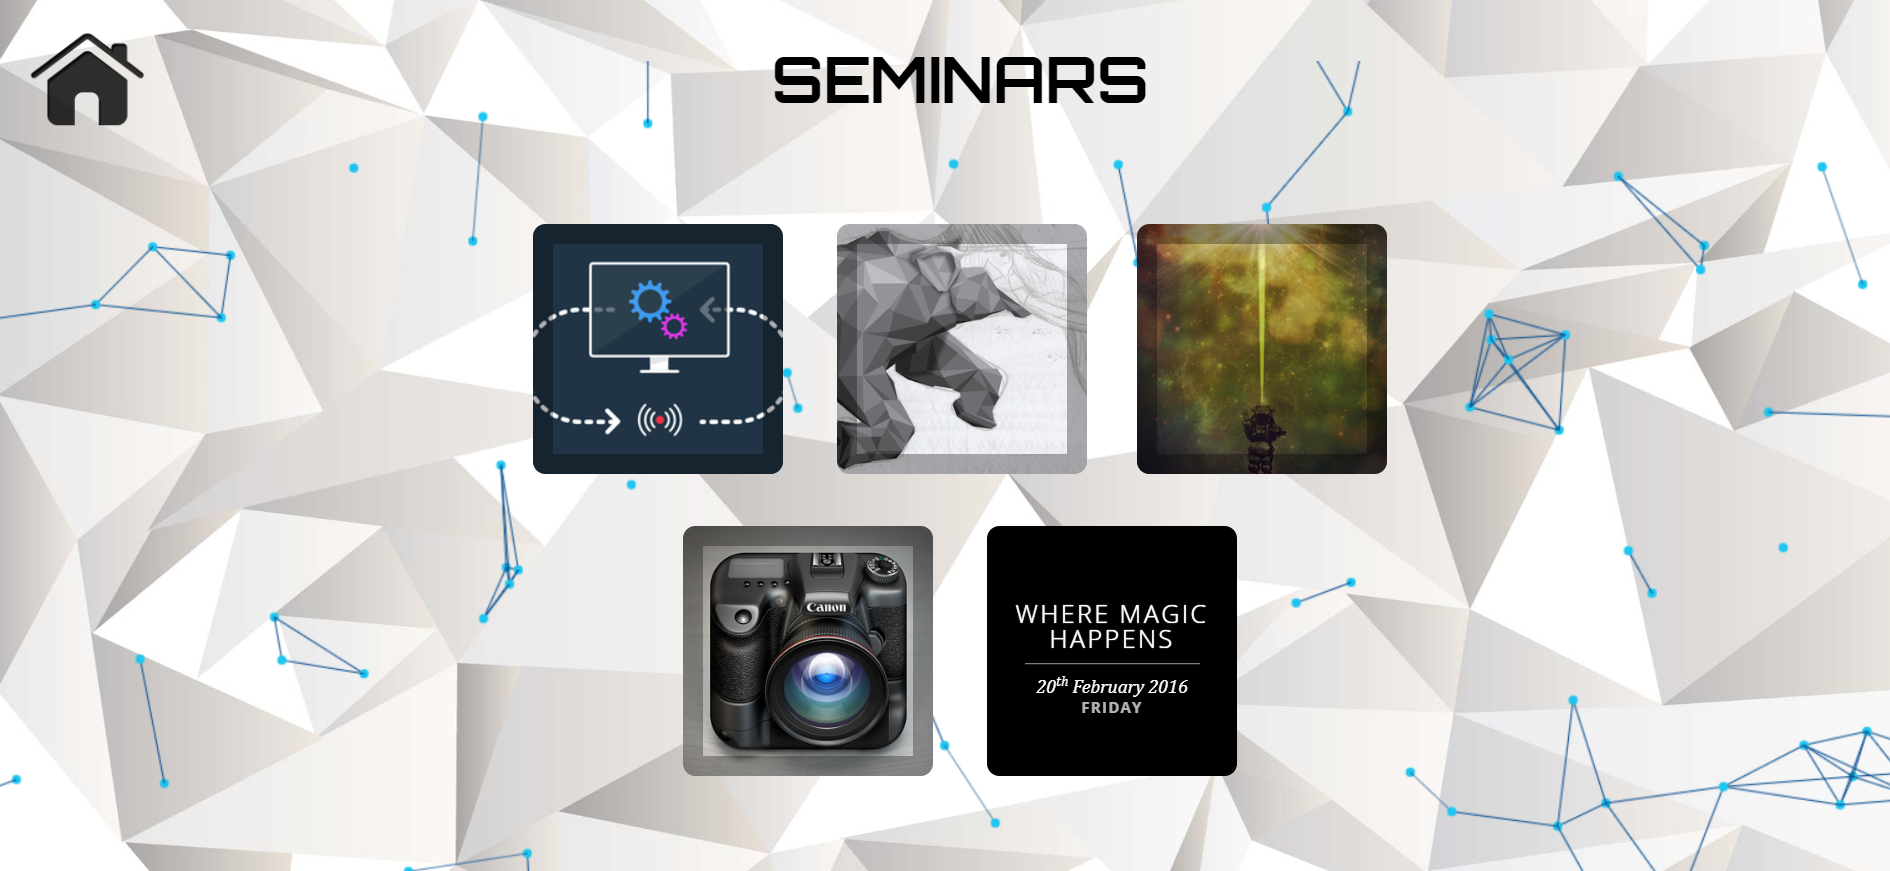 SEMINARS
Canon
WHERE MAGIC
HAPPENS
20th February 2016
FRIDAY